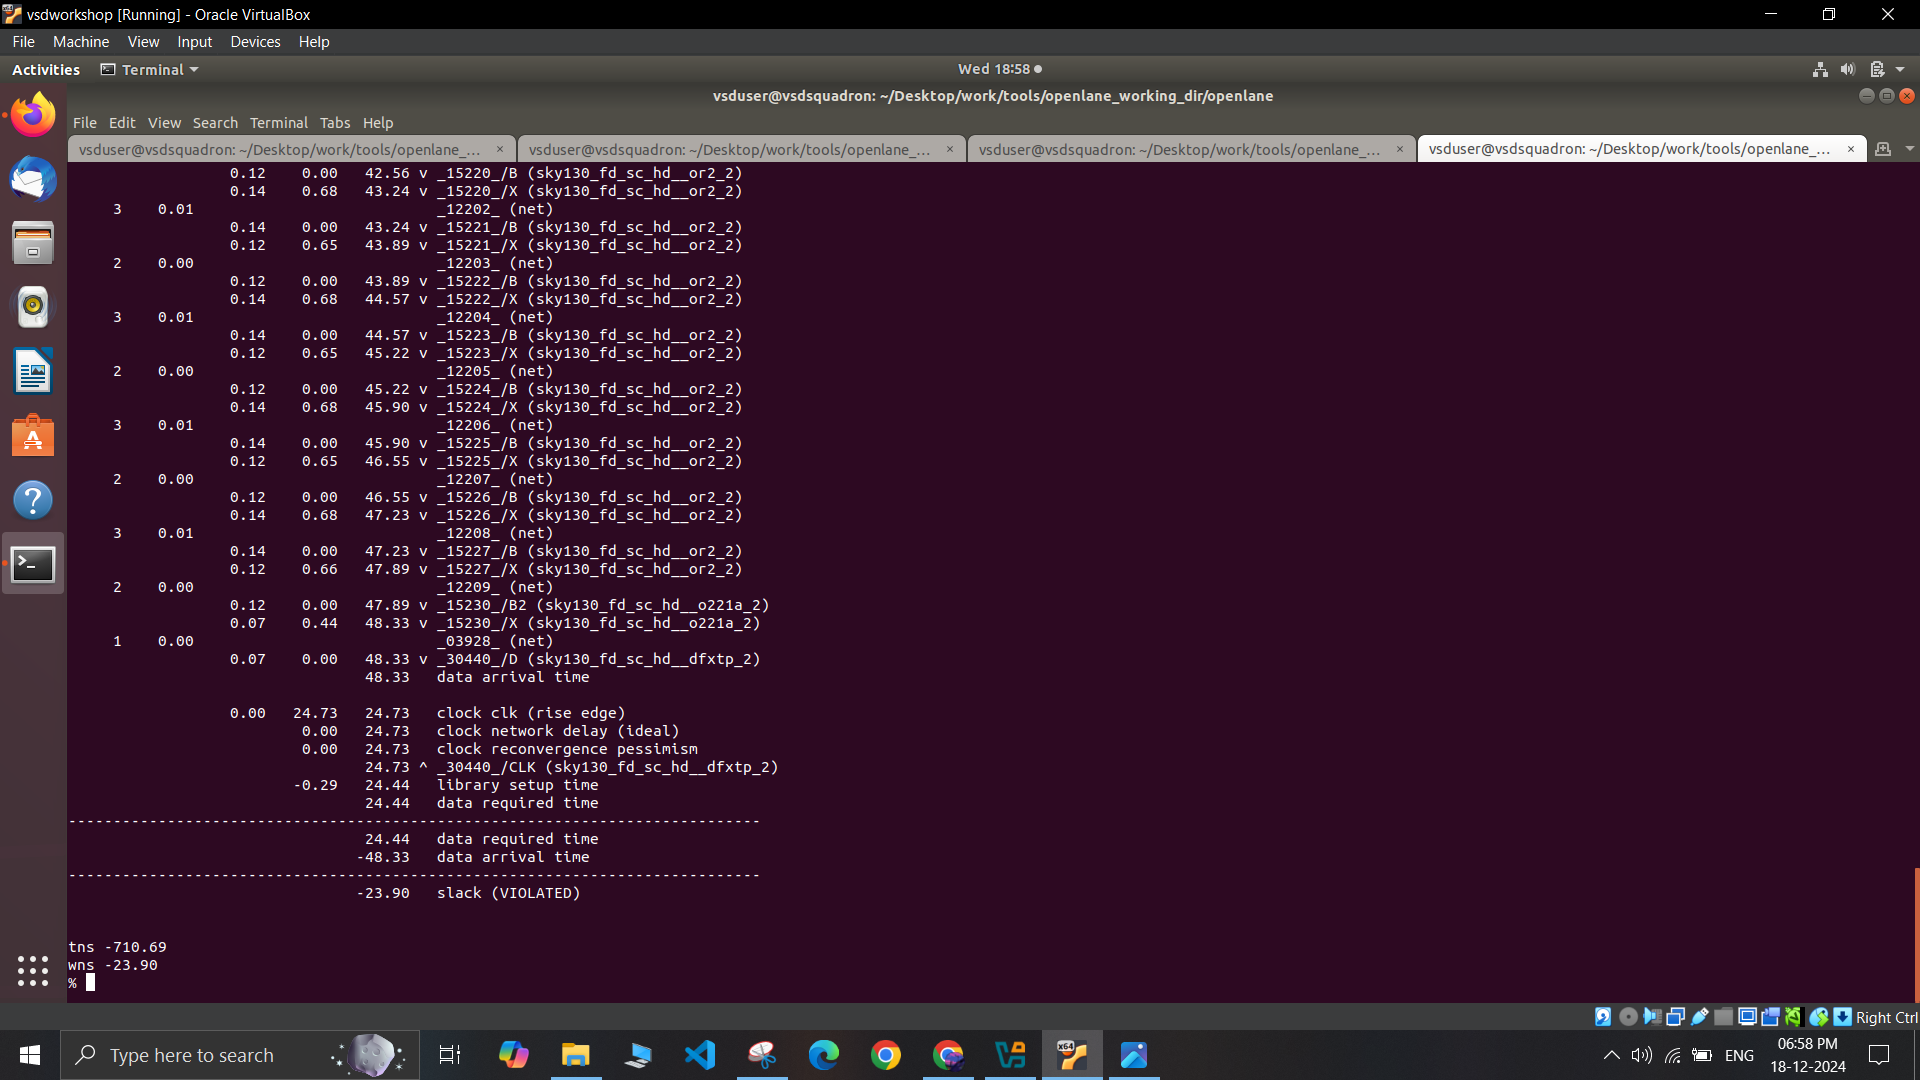 vsdworkshop [Running] - Oracle VirtualBox
File Machine View Input Devices Help
Activities Terminal Wed 18:58
vsduser@vsdsquadron: ~/Desktop/work/tools/openlane_working_dir/openlane
File Edit View Search Terminal Tabs Help
vsduser@vsdsquadron: ~/Desktop/work/tools/openlane_... × vsduser@vsdsquadron: ~/Desktop/work/tools/openlane_... × vsduser@vsdsquadron: ~/Desktop/work/tools/openlane_... × vsduser@vsdsquadron: ~/Desktop/work/tools/openlane_... ×
0.12 0.00 42.56 v _15220_/B (sky130_fd_sc_hd__or2_2)
0.14 0.68 43.24 v _15220_/X (sky130_fd_sc_hd__or2_2)
3 0.01 _12202_ (net)
0.14 0.00 43.24 v _15221_/B (sky130_fd_sc_hd__or2_2)
0.12 0.65 43.89 v _15221_/X (sky130_fd_sc_hd__or2_2)
2 0.00 _12203_ (net)
0.12 0.00 43.89 v _15222_/B (sky130_fd_sc_hd__or2_2)
0.14 0.68 44.57 v _15222_/X (sky130_fd_sc_hd__or2_2)
3 0.01 _12204_ (net)
0.14 0.00 44.57 v _15223_/B (sky130_fd_sc_hd__or2_2)
0.12 0.65 45.22 v _15223_/X (sky130_fd_sc_hd__or2_2)
2 0.00 _12205_ (net)
0.12 0.00 45.22 v _15224_/B (sky130_fd_sc_hd__or2_2)
0.14 0.68 45.90 v _15224_/X (sky130_fd_sc_hd__or2_2)
3 0.01 _12206_ (net)
0.14 0.00 45.90 v _15225_/B (sky130_fd_sc_hd__or2_2)
0.12 0.65 46.55 v _15225_/X (sky130_fd_sc_hd__or2_2)
2 0.00 _12207_ (net)
0.12 0.00 46.55 v _15226_/B (sky130_fd_sc_hd__or2_2)
0.14 0.68 47.23 v _15226_/X (sky130_fd_sc_hd__or2_2)
3 0.01 _12208_ (net)
0.14 0.00 47.23 v _15227_/B (sky130_fd_sc_hd__or2_2)
0.12 0.66 47.89 v _15227_/X (sky130_fd_sc_hd__or2_2)
2 0.00 _12209_ (net)
0.12 0.00 47.89 v _15230_/B2 (sky130_fd_sc_hd__o221a_2)
0.07 0.44 48.33 v _15230_/X (sky130_fd_sc_hd__o221a_2)
1 0.00 _03928_ (net)
0.07 0.00 48.33 v _30440_/D (sky130_fd_sc_hd__dfxtp_2)
48.33 data arrival time
0.00 24.73 24.73 clock clk (rise edge)
0.00 24.73 clock network delay (ideal)
0.00 24.73 clock reconvergence pessimism
24.73 ^ _30440_/CLK (sky130_fd_sc_hd__dfxtp_2)
-0.29 24.44 library setup time
24.44 data required time
-----------------------------------------------------------------------------
24.44 data required time
-48.33 data arrival time
-----------------------------------------------------------------------------
-23.90 slack (VIOLATED)
tns -710.69
wns -23.90
%
Right Ctrl
Type here to search
x64
ENG
06:58 PM
18-12-2024